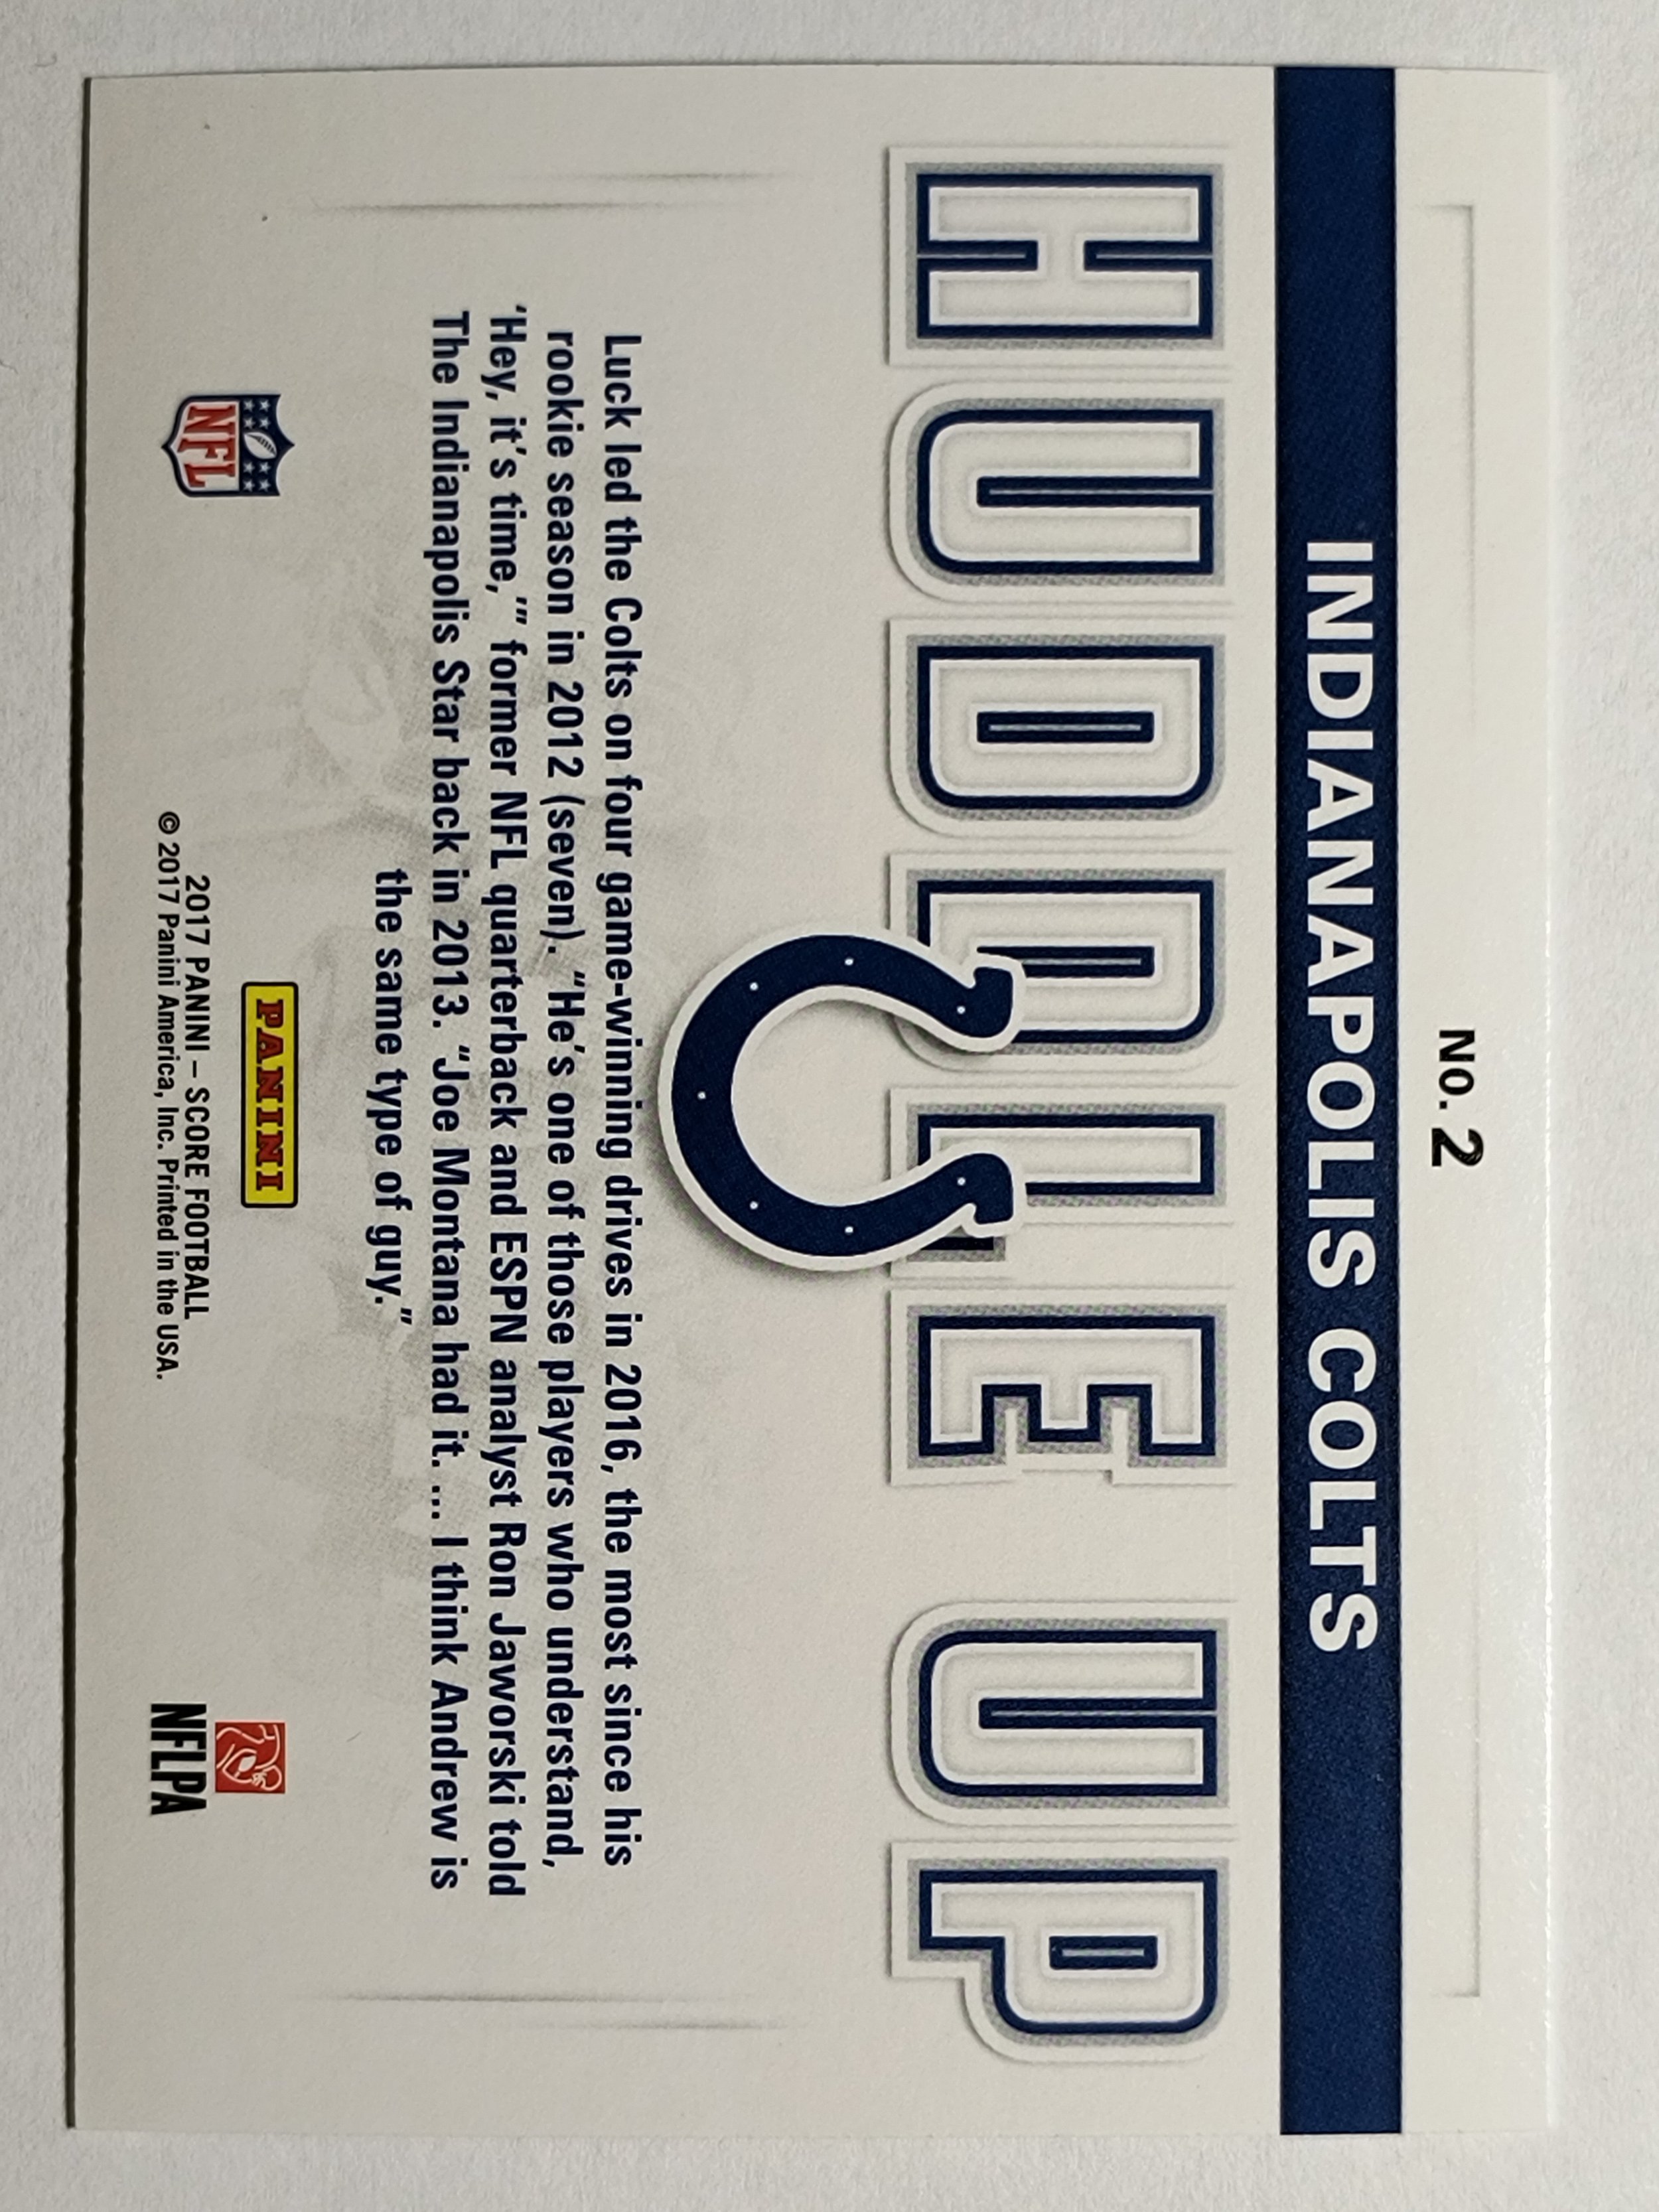 No. 2
INDIANAPOLIS COLTS
HUDDLE UP
Luck led the Colts on four game-winning drives in 2016, the most since his
rookie season in 2012 (seven). “He’s one of those players who understand,
‘Hey, it’s time,’” former NFL quarterback and ESPN analyst Ron Jaworski told
The Indianapolis Star back in 2013. “Joe Montana had it. ... I think Andrew is
the same type of guy.”
NFL
PANINI
2017 PANINI – SCORE FOOTBALL
© 2017 Panini America, Inc. Printed in the USA.
NFLPA